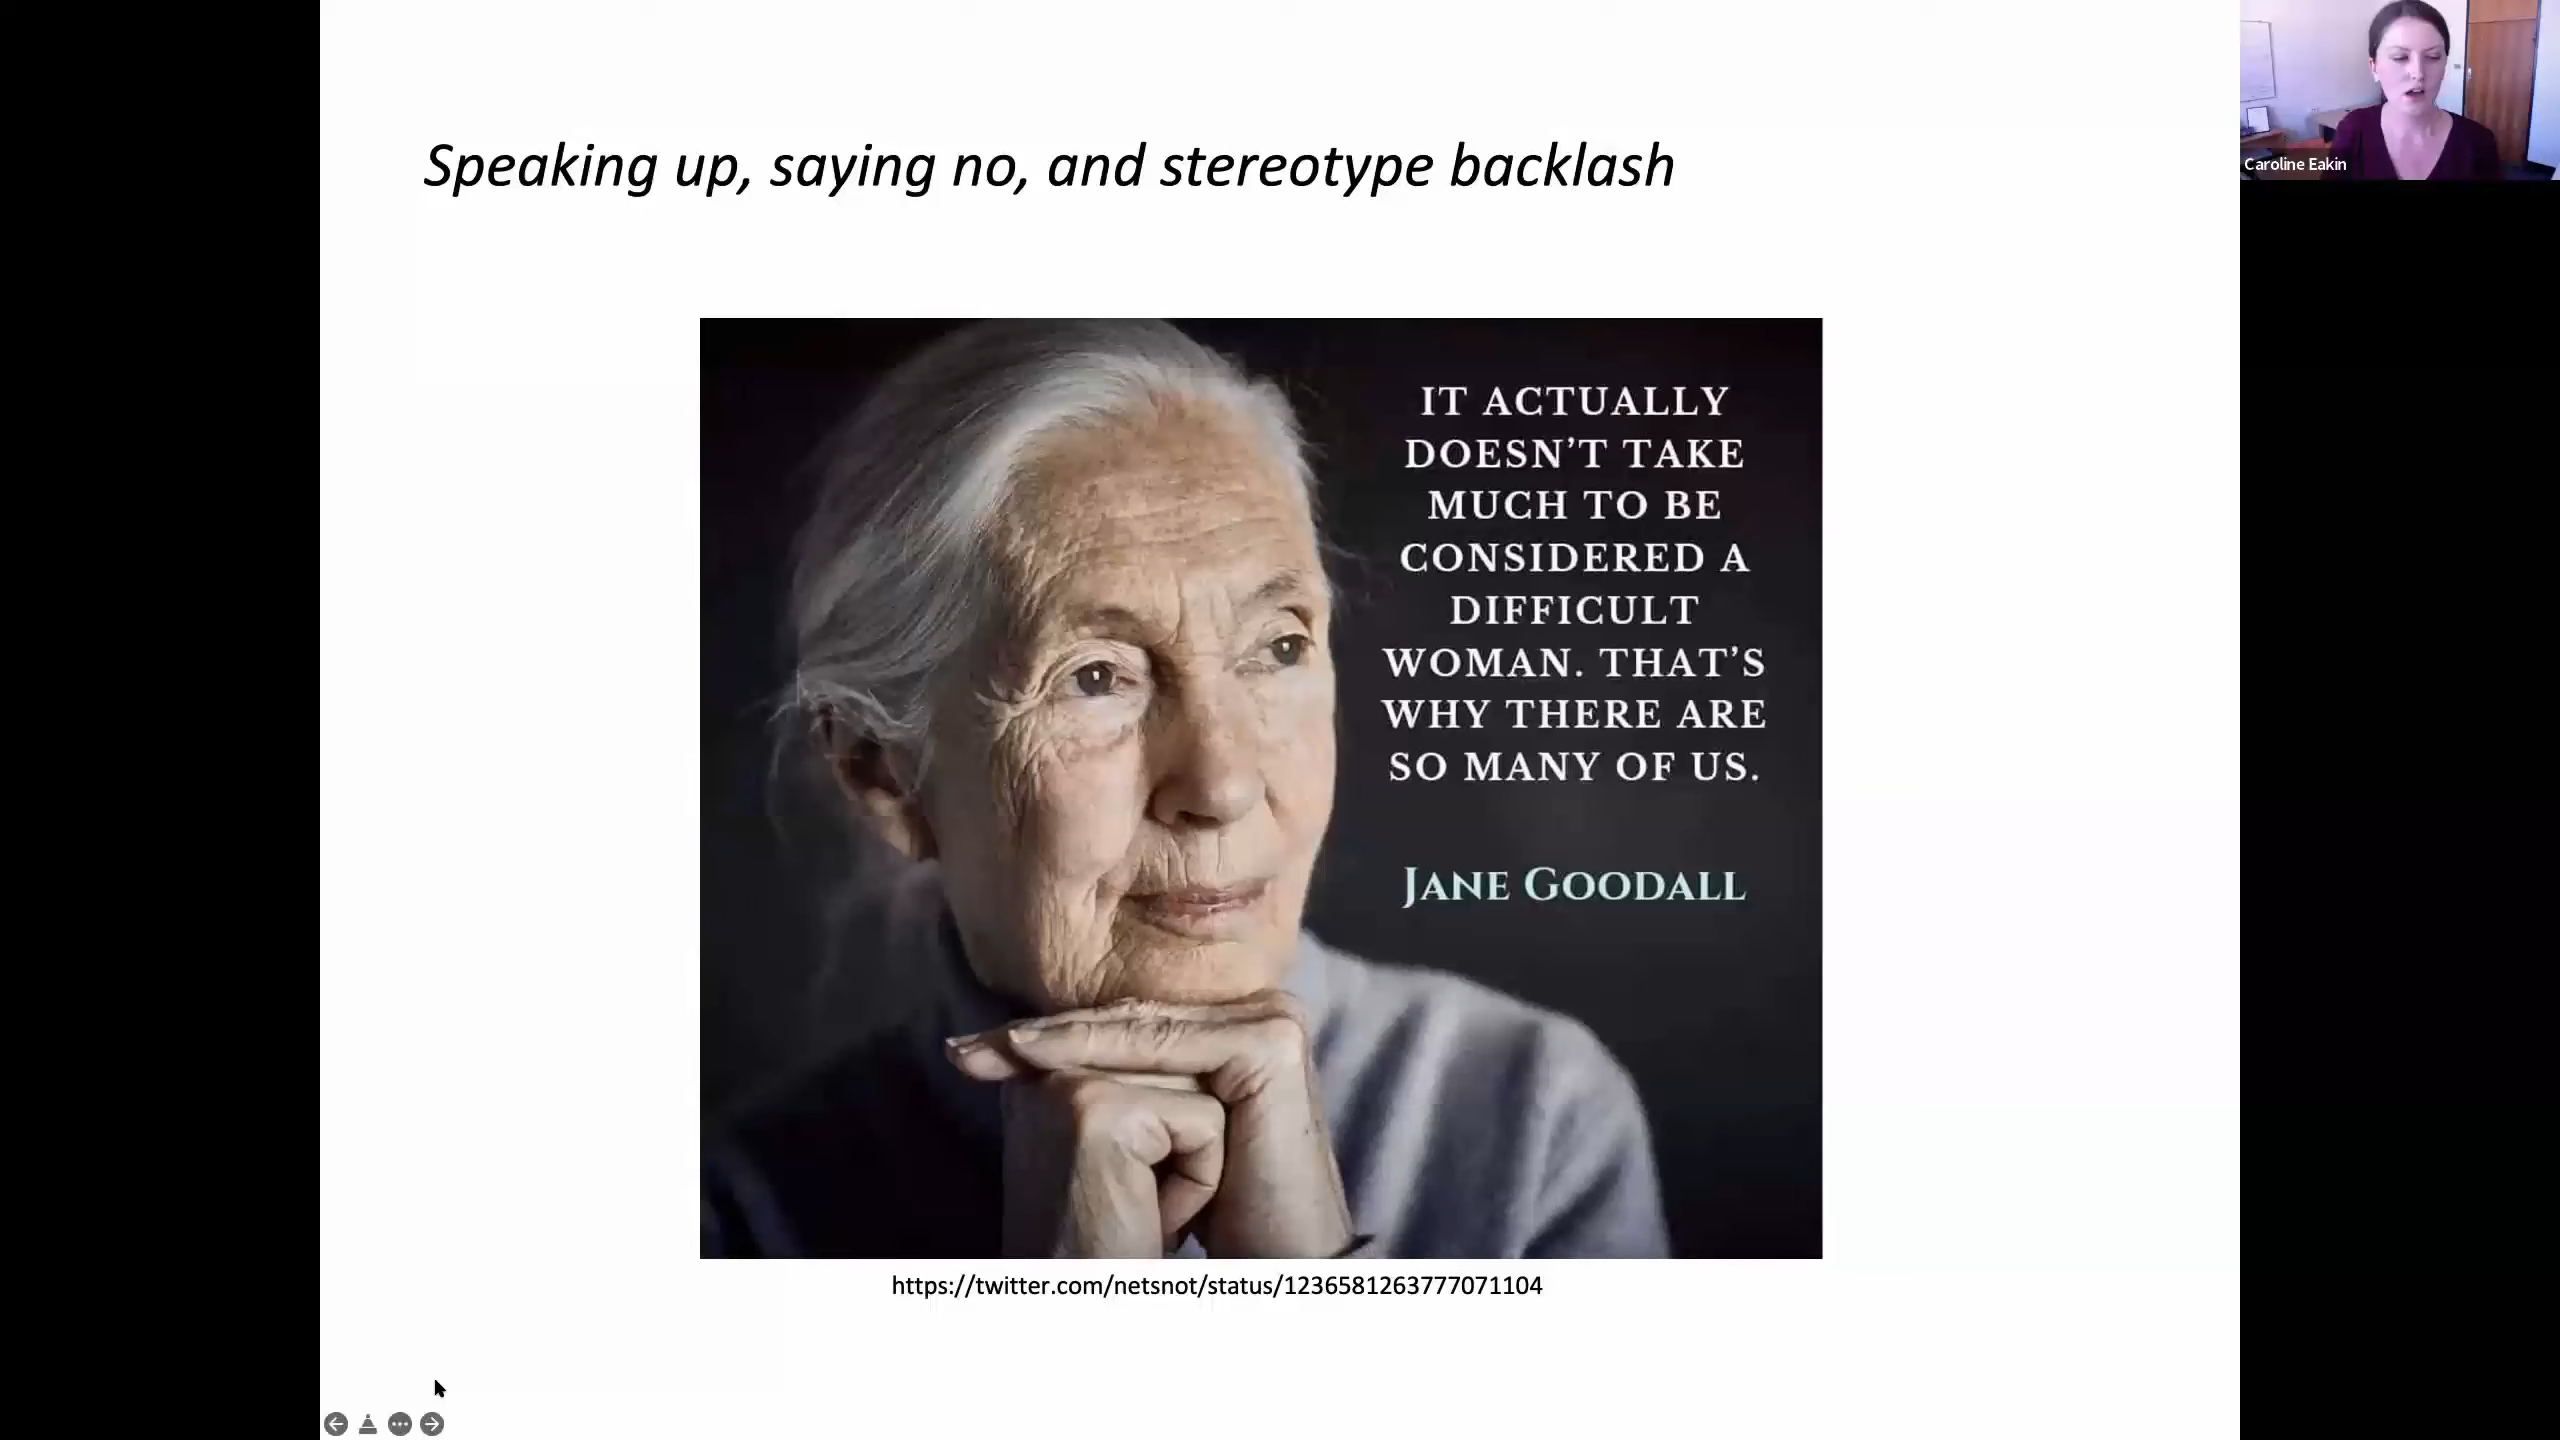 Speaking up, saying no, and stereotype backlash
Caroline Eakin
IT ACTUALLY
DOESN’T TAKE
MUCH TO BE
CONSIDERED A
DIFFICULT
WOMAN. THAT’S
WHY THERE ARE
SO MANY OF US.
JANE GOODALL
https://twitter.com/netsnot/status/1236581263777071104